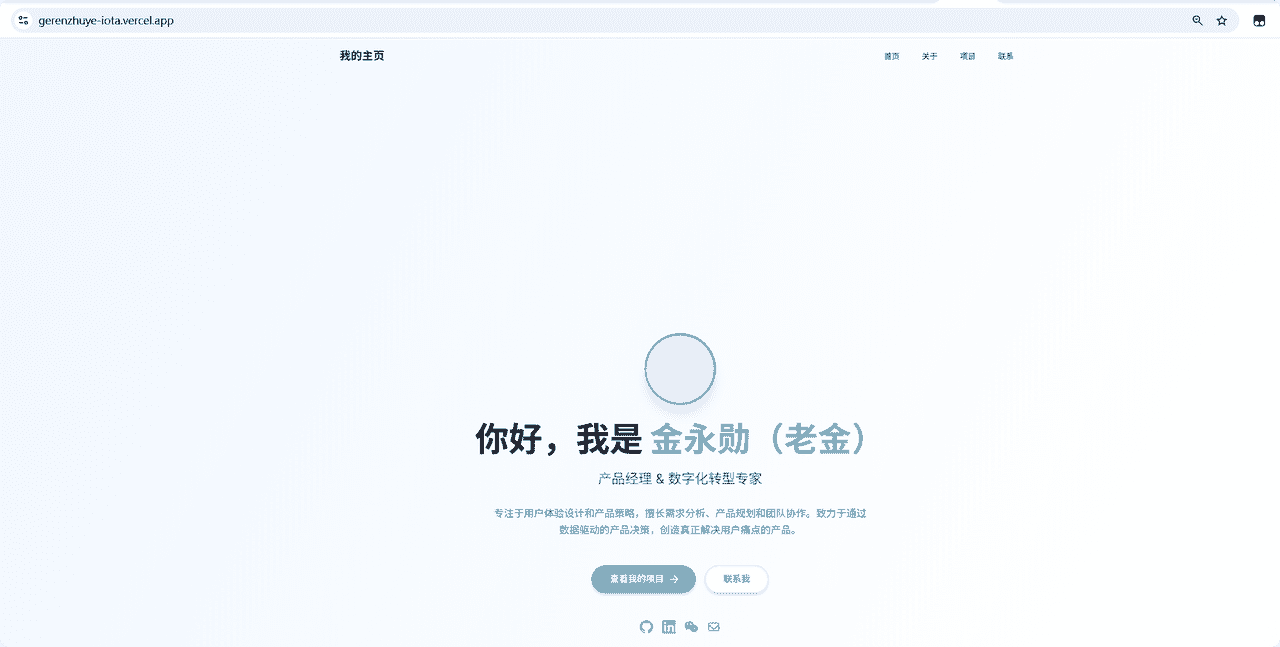 gerenzhuye-iota.vercel.app
我的主页
首页 关于 项目 联系
你好，我是 金永勋（老金）
产品经理 & 数字化转型专家
专注于用户体验设计和产品策略，擅长需求分析、产品规划和团队协作。致力于通过
数据驱动的产品决策，创造真正解决用户痛点的产品。
查看我的项目 →
联系我
in